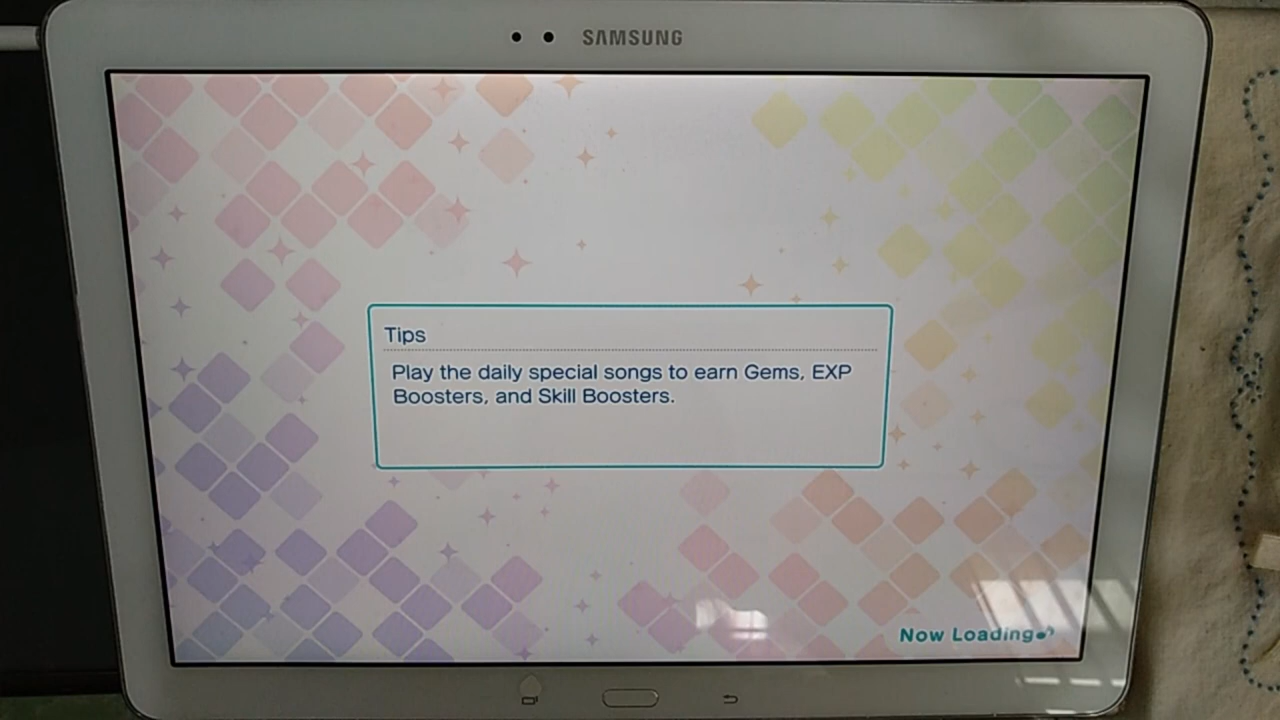 SAMSUNG
Tips
Play the daily special songs to earn Gems, EXP
Boosters, and Skill Boosters.
Now Loading